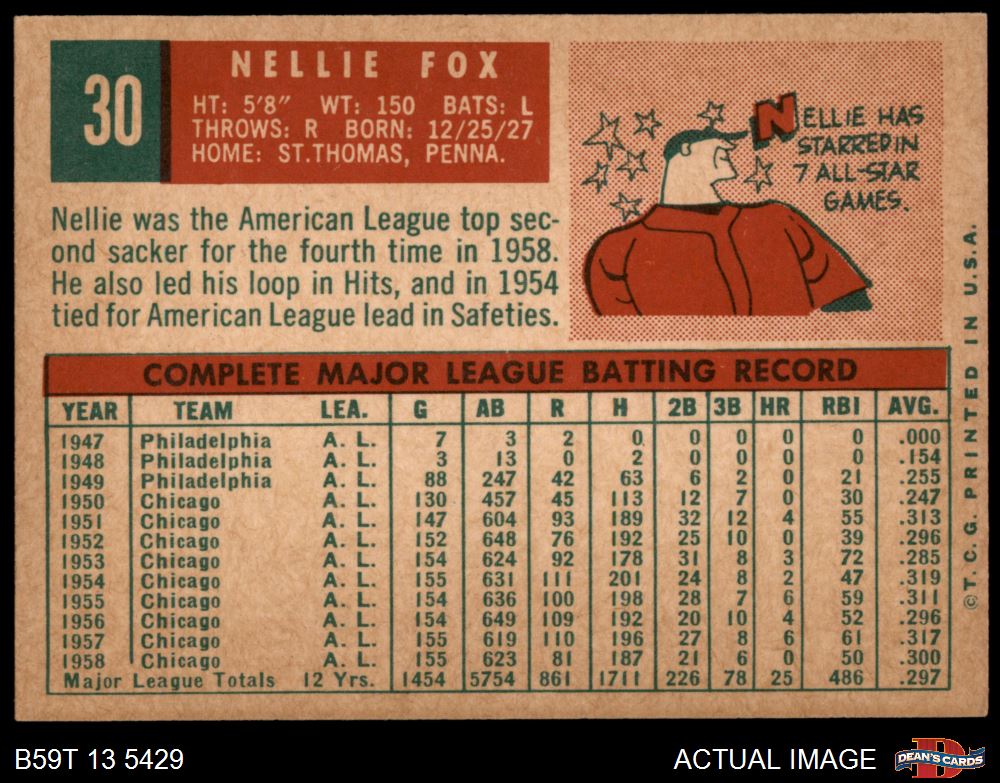 30
NELLIE FOX
HT: 5'8" WT: 150 BATS: L
THROWS: R BORN: 12/25/27
HOME: ST.THOMAS, PENNA.
NELLIE HAS
STARRED IN
7 ALL-STAR
GAMES.
Nellie was the American League top sec-
ond sacker for the fourth time in 1958.
He also led his loop in Hits, and in 1954
tied for American League lead in Safeties.
COMPLETE MAJOR LEAGUE BATTING RECORD
YEAR TEAM LEA. G AB R H 2B 3B HR RBI AVG.
1947 Philadelphia A. L. 7 3 2 0 0 0 0 0 .000
1948 Philadelphia A. L. 3 13 0 2 0 0 0 0 .154
1949 Philadelphia A. L. 88 247 42 63 6 2 0 21 .255
1950 Chicago A. L. 130 457 45 113 12 7 0 30 .247
1951 Chicago A. L. 147 604 93 189 32 12 4 55 .313
1952 Chicago A. L. 152 648 76 192 25 10 0 39 .296
1953 Chicago A. L. 154 624 92 178 31 8 3 72 .285
1954 Chicago A. L. 155 631 111 201 24 8 2 47 .319
1955 Chicago A. L. 154 636 100 198 28 7 6 59 .311
1956 Chicago A. L. 154 649 109 192 20 10 4 52 .296
1957 Chicago A. L. 155 619 110 196 27 8 6 61 .317
1958 Chicago A. L. 155 623 81 187 21 6 0 50 .300
Major League Totals 12 Yrs. 1454 5754 861 1711 226 78 25 486 .297
© T. C. G. PRINTED IN U.S.A.
B59T 13 5429
ACTUAL IMAGE
D
DEAN'S CARDS